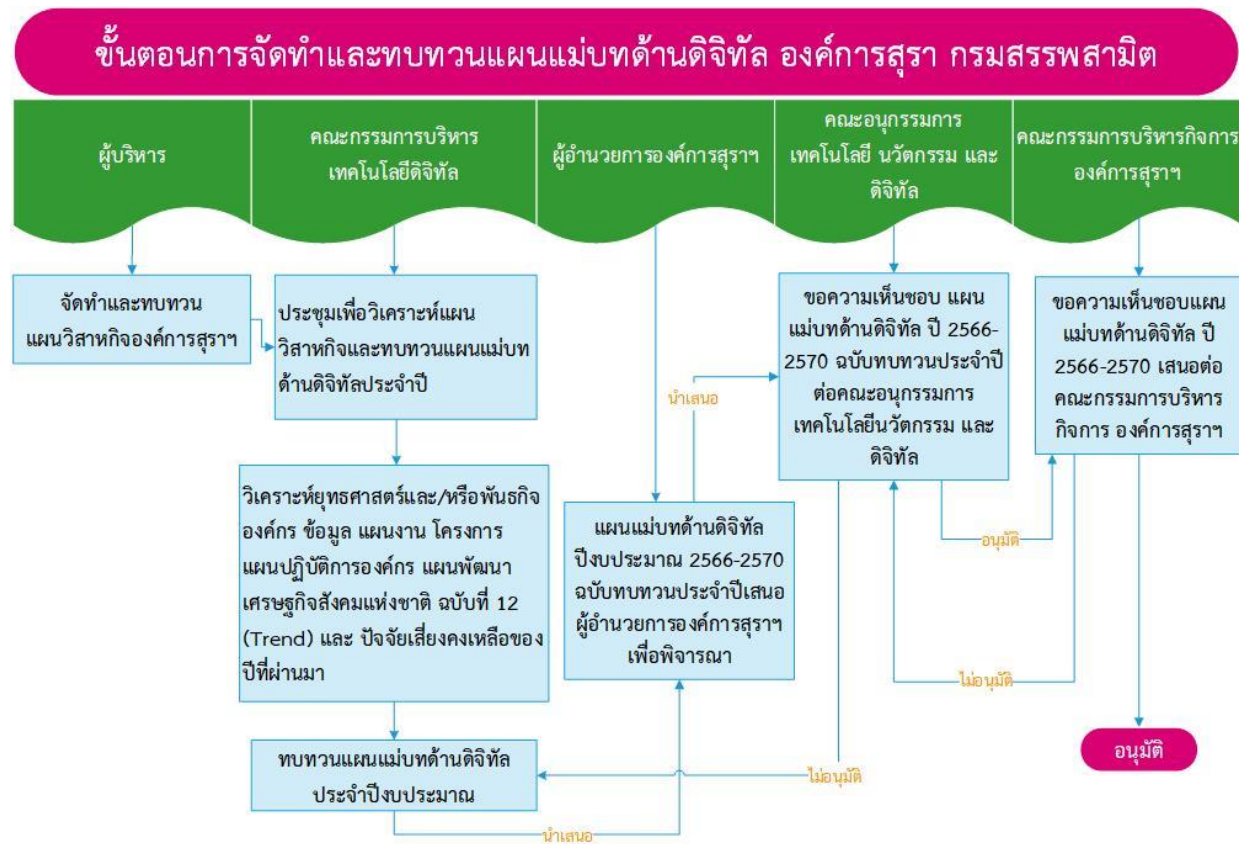 ขั้นตอนการจัดทำและทบทวนแผนแม่บทด้านดิจิทัล องค์การสุรา กรมสรรพสามิต
ผู้บริหาร
คณะกรรมการบริหาร
เทคโนโลยีดิจิทัล
ผู้อำนวยการองค์การสุราฯ
คณะอนุกรรมการ
เทคโนโลยี นวัตกรรม และ
ดิจิทัล
คณะกรรมการบริหารกิจการ
องค์การสุราฯ
จัดทำและทบทวน
แผนวิสาหกิจองค์การสุราฯ
ประชุมเพื่อวิเคราะห์แผน
วิสาหกิจและทบทวนแผนแม่บท
ด้านดิจิทัลประจำปี
วิเคราะห์ยุทธศาสตร์และ/หรือพันธกิจ
องค์กร ข้อมูล แผนงาน โครงการ
แผนปฏิบัติการองค์กร แผนพัฒนา
เศรษฐกิจสังคมแห่งชาติ ฉบับที่ 12
(Trend) และ ปัจจัยเสี่ยงคงเหลือของ
ปีที่ผ่านมา
ทบทวนแผนแม่บทด้านดิจิทัล
ประจำปีงบประมาณ
นำเสนอ
แผนแม่บทด้านดิจิทัล
ปีงบประมาณ 2566-2570
ฉบับทบทวนประจำปีเสนอ
ผู้อำนวยการองค์การสุราฯ
เพื่อพิจารณา
นำเสนอ
ขอความเห็นชอบ แผน
แม่บทด้านดิจิทัล ปี 2566-
2570 ฉบับทบทวนประจำปี
ต่อคณะอนุกรรมการ
เทคโนโลยีนวัตกรรม และ
ดิจิทัล
ไม่อนุมัติ
อนุมัติ
ขอความเห็นชอบแผน
แม่บทด้านดิจิทัล ปี
2566-2570 เสนอต่อ
คณะกรรมการบริหาร
กิจการ องค์การสุราฯ
ไม่อนุมัติ
อนุมัติ